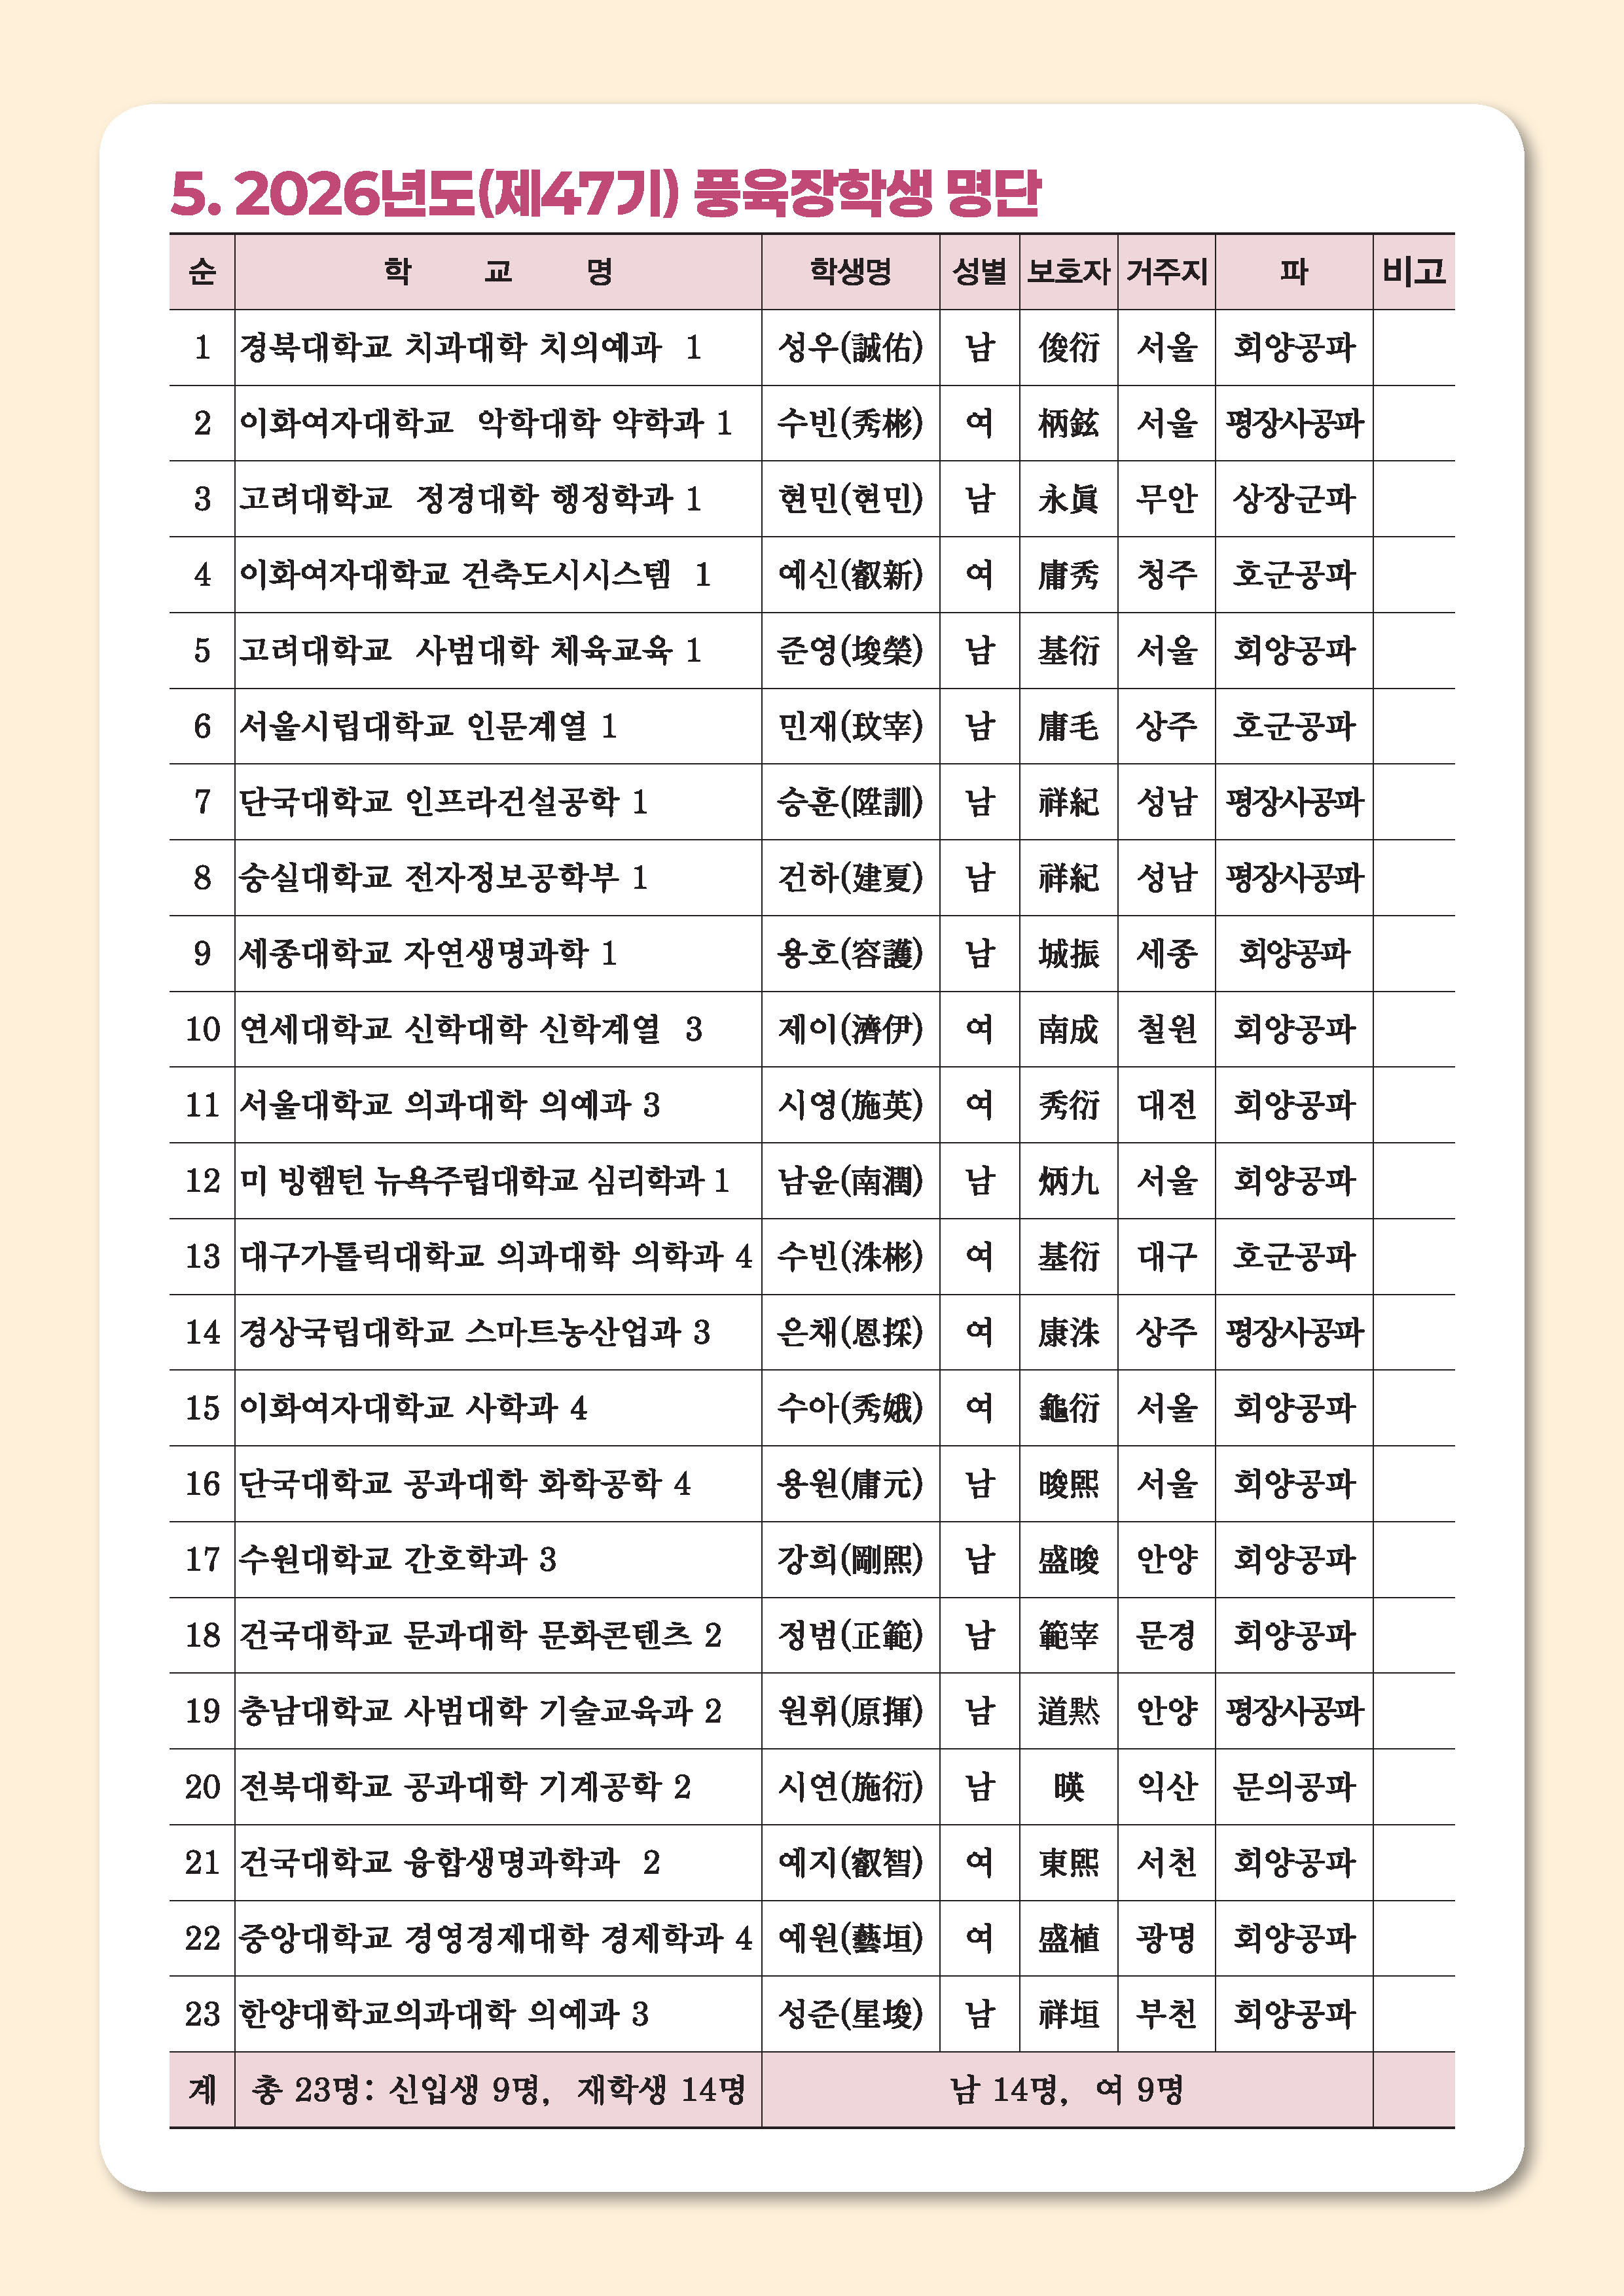 5. 2026년도(제47기) 풍육장학생 명단
순 학 교 명 학생명 성별 보호자 거주지 파 비고
1 경북대학교 치과대학 치의예과 1 성우(誠佑) 남 俊衍 서울 회양공파
2 이화여자대학교 악학대학 약학과 1 수빈(秀彬) 여 柄鉉 서울 평장사공파
3 고려대학교 정경대학 행정학과 1 현민(현민) 남 永眞 무안 상장군파
4 이화여자대학교 건축도시시스템 1 예신(叡新) 여 庸秀 청주 호군공파
5 고려대학교 사범대학 체육교육 1 준영(埈榮) 남 基衍 서울 회양공파
6 서울시립대학교 인문계열 1 민재(玟宰) 남 庸毛 상주 호군공파
7 단국대학교 인프라건설공학 1 승훈(陞訓) 남 祥紀 성남 평장사공파
8 숭실대학교 전자정보공학부 1 건하(建夏) 남 祥紀 성남 평장사공파
9 세종대학교 자연생명과학 1 용호(容護) 남 城振 세종 회양공파
10 연세대학교 신학대학 신학계열 3 제이(濟伊) 여 南成 철원 회양공파
11 서울대학교 의과대학 의예과 3 시영(施英) 여 秀衍 대전 회양공파
12 미 빙햄턴 뉴욕주립대학교 심리학과 1 남윤(南潤) 남 炳九 서울 회양공파
13 대구가톨릭대학교 의과대학 의학과 4 수빈(洙彬) 여 基衍 대구 호군공파
14 경상국립대학교 스마트농산업과 3 은채(恩採) 여 康洙 상주 평장사공파
15 이화여자대학교 사학과 4 수아(秀娥) 여 龜衍 서울 회양공파
16 단국대학교 공과대학 화학공학 4 용원(庸元) 남 晙熙 서울 회양공파
17 수원대학교 간호학과 3 강희(剛熙) 남 盛晙 안양 회양공파
18 건국대학교 문과대학 문화콘텐츠 2 정범(正範) 남 範宰 문경 회양공파
19 충남대학교 사범대학 기술교육과 2 원휘(原揮) 남 道黙 안양 평장사공파
20 전북대학교 공과대학 기계공학 2 시연(施衍) 남 暎 익산 문의공파
21 건국대학교 융합생명과학과 2 예지(叡智) 여 東熙 서천 회양공파
22 중앙대학교 경영경제대학 경제학과 4 예원(藝垣) 여 盛植 광명 회양공파
23 한양대학교의과대학 의예과 3 성준(星埈) 남 祥垣 부천 회양공파
계 총 23명: 신입생 9명, 재학생 14명 남 14명, 여 9명